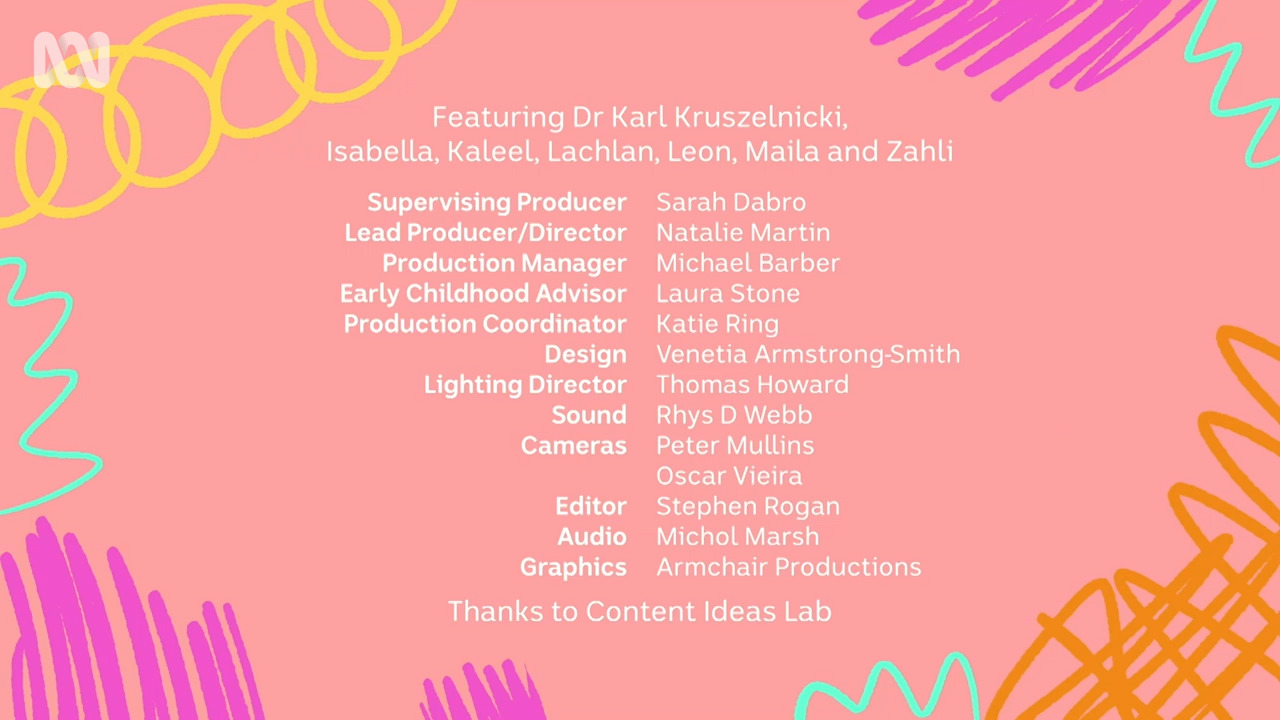 Featuring Dr Karl Kruszelnicki,
Isabella, Kaleel, Lachlan, Leon, Maila and Zahli
Supervising Producer Sarah Dabro
Lead Producer/Director Natalie Martin
Production Manager Michael Barber
Early Childhood Advisor Laura Stone
Production Coordinator Katie Ring
Design Venetia Armstrong-Smith
Lighting Director Thomas Howard
Sound Rhys D Webb
Cameras Peter Mullins
Oscar Vieira
Editor Stephen Rogan
Audio Michol Marsh
Graphics Armchair Productions
Thanks to Content Ideas Lab